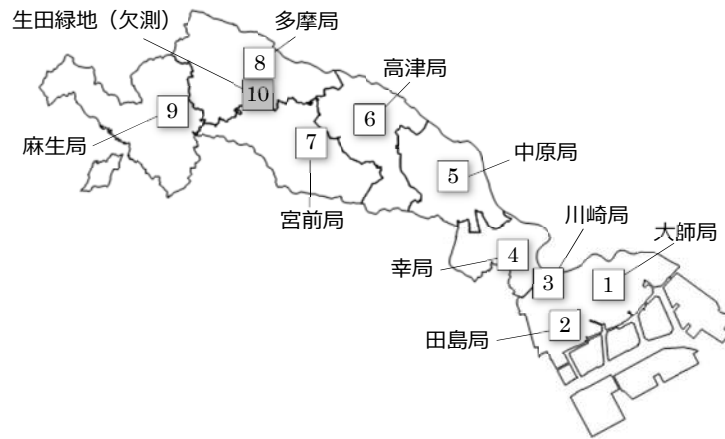 生田緑地（欠測）
多摩局
8
10
高津局
9
6
麻生局
7
中原局
5
宮前局
川崎局
大師局
4
幸局
3
1
2
田島局